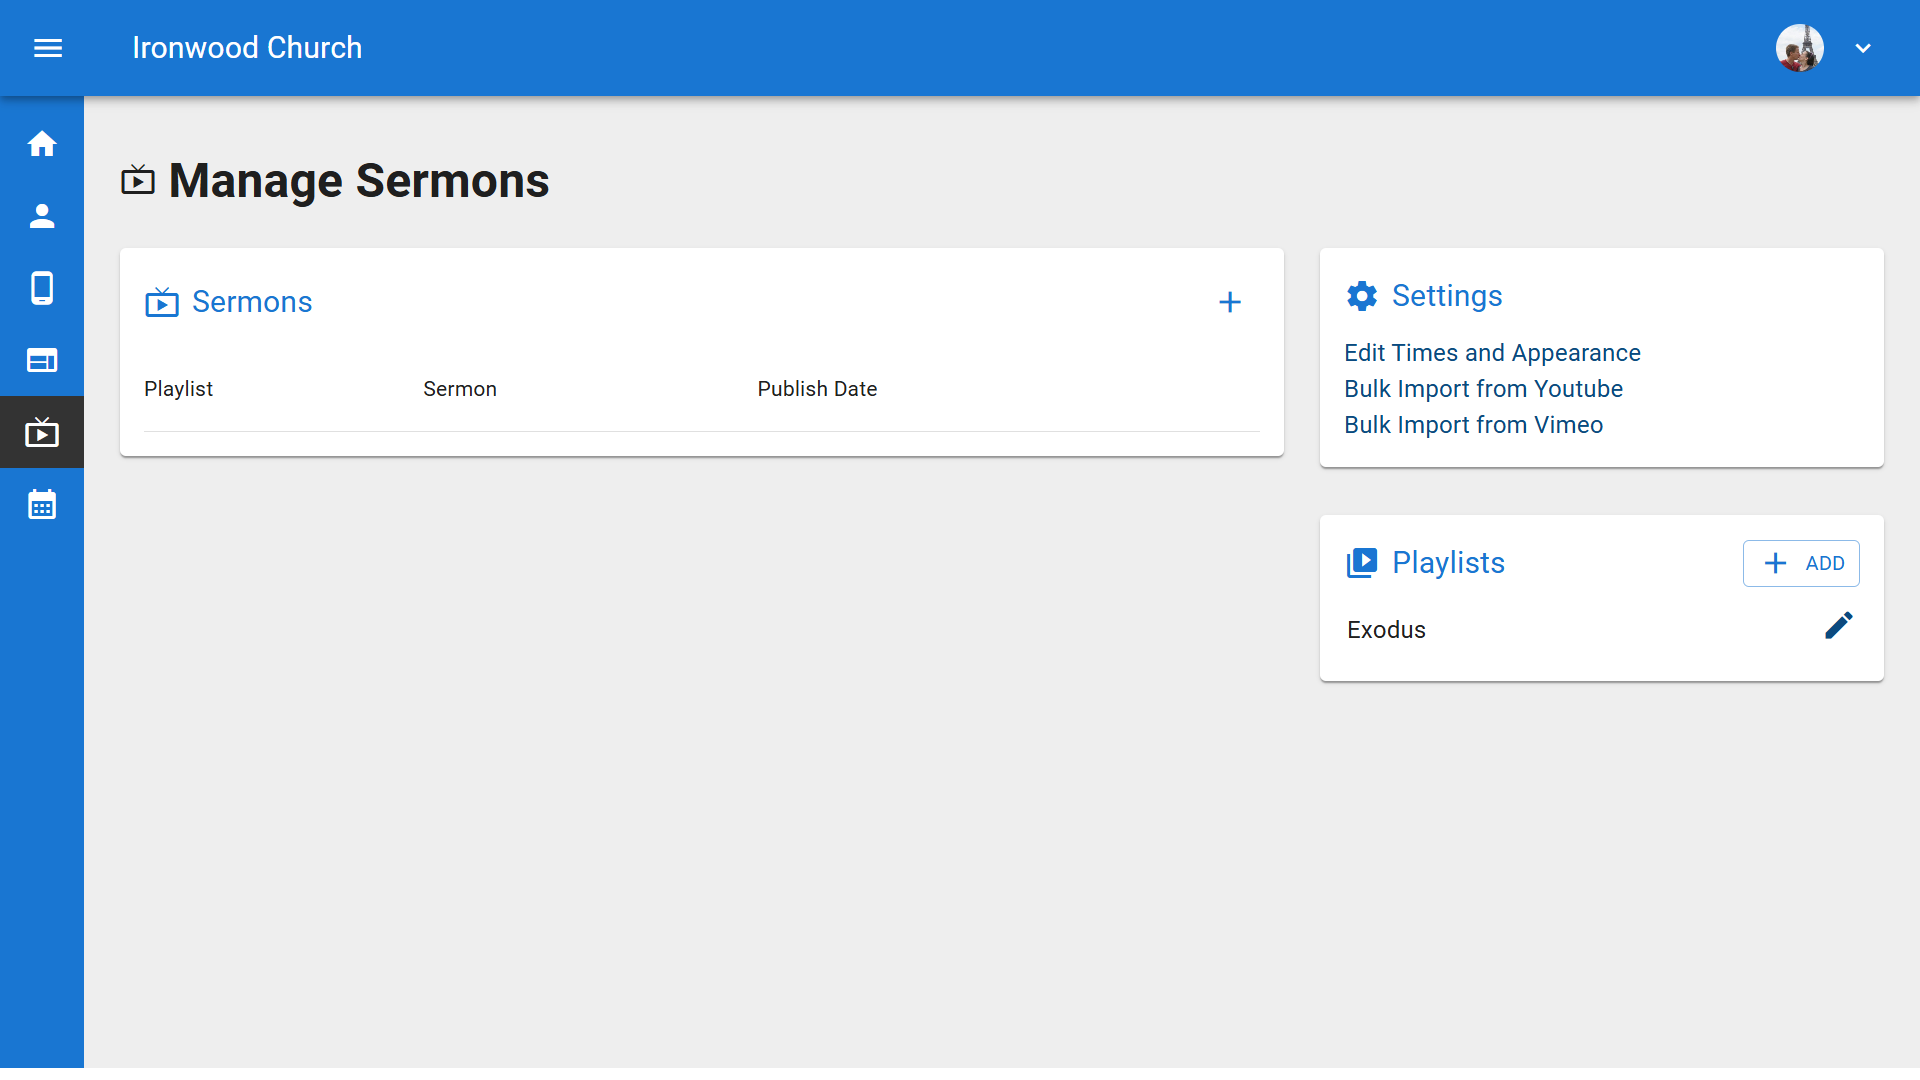 Ironwood Church
Manage Sermons
Sermons
Playlist Sermon Publish Date
Settings
Edit Times and Appearance
Bulk Import from Youtube
Bulk Import from Vimeo
Playlists
ADD
Exodus